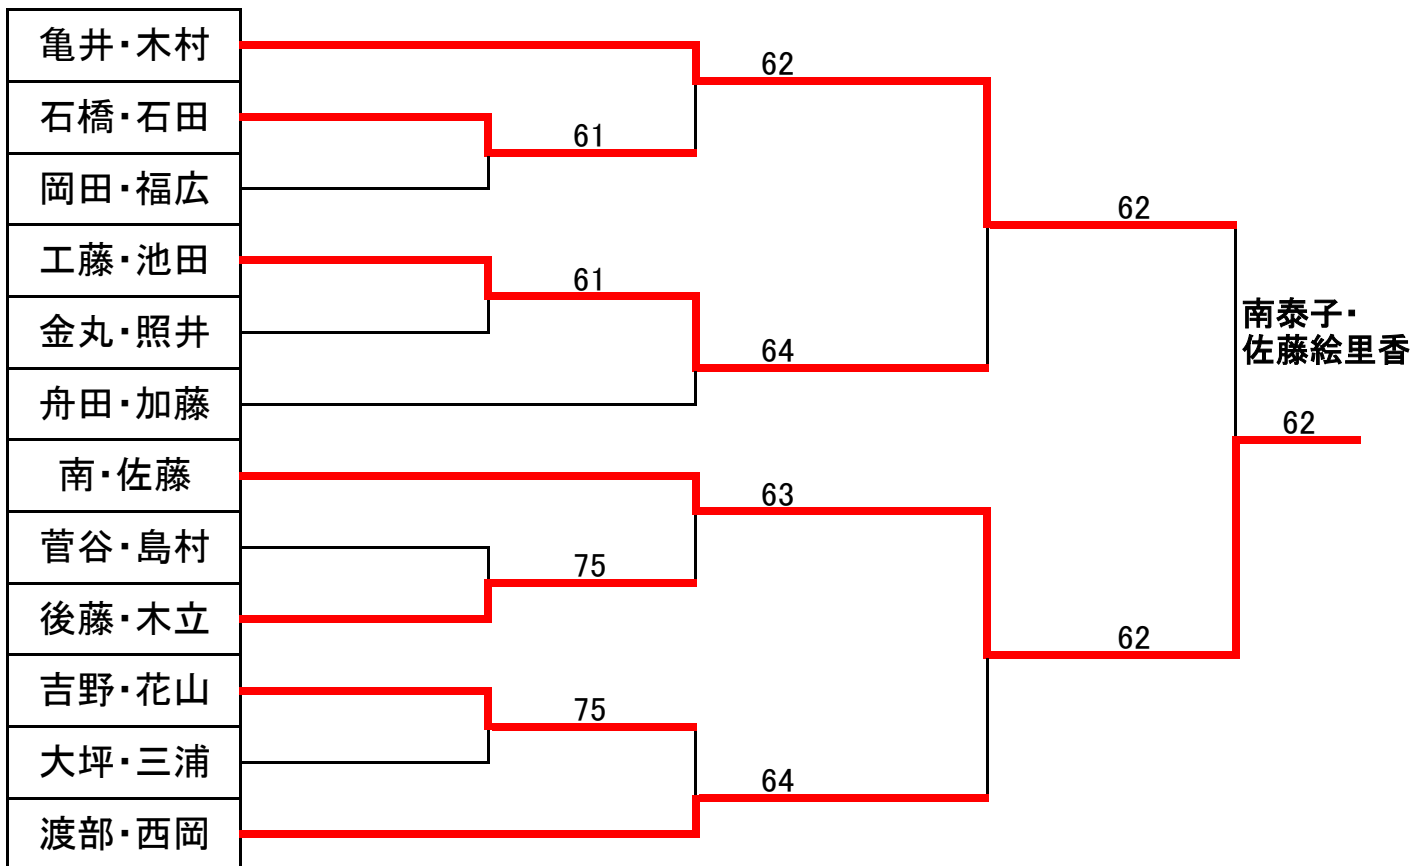 亀井・木村
石橋・石田
岡田・福広
工藤・池田
金丸・照井
舟田・加藤
南・佐藤
菅谷・島村
後藤・木立
吉野・花山
大坪・三浦
渡部・西岡
61
61
75
75
62
64
63
64
62
62
南泰子・
佐藤絵里香
62